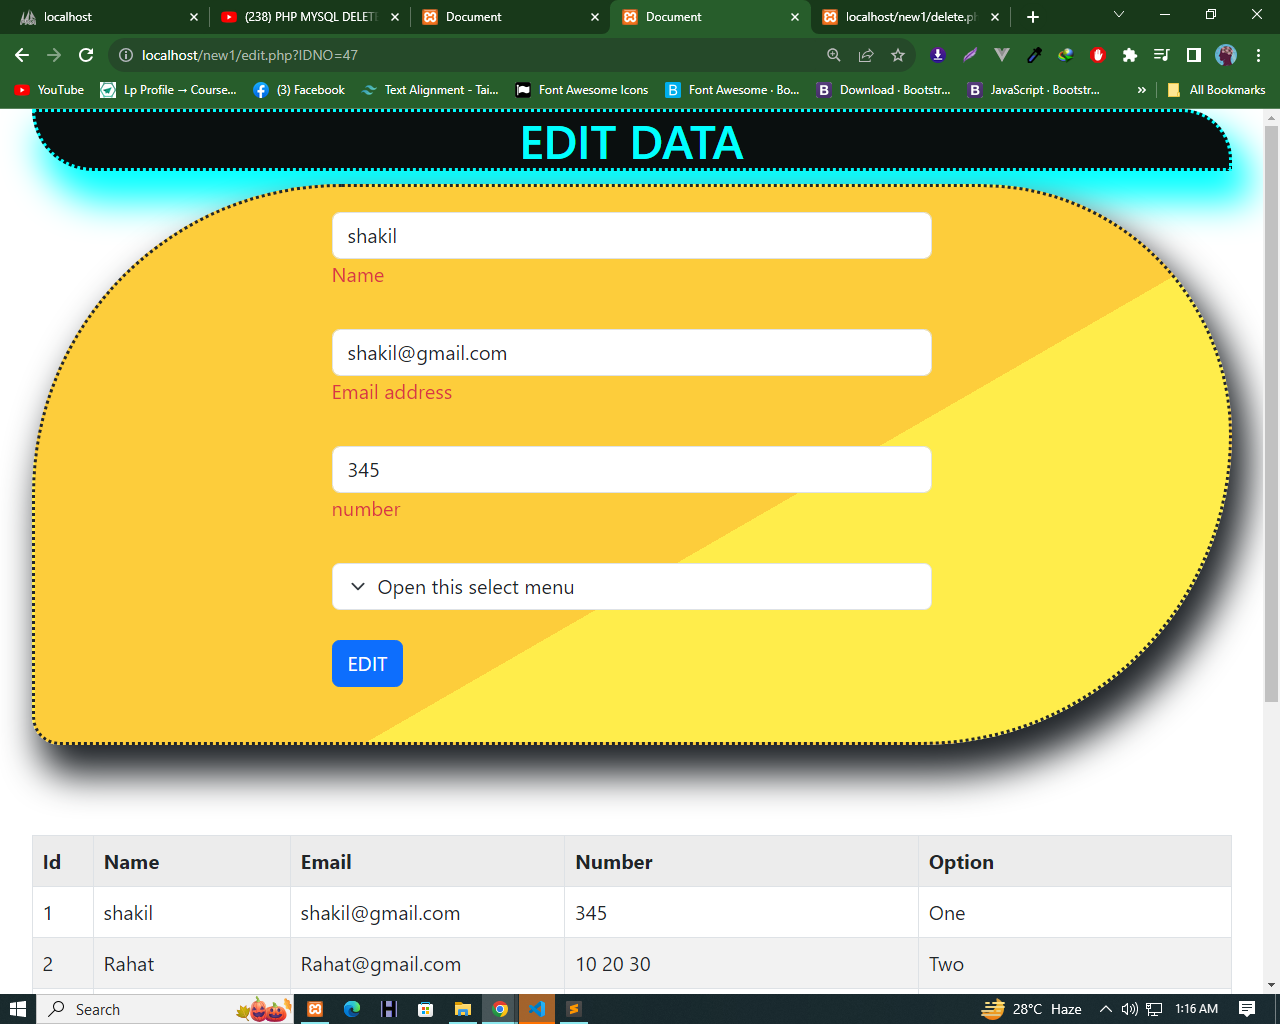 localhost
(238) PHP MYSQL DELETE
Document
Document
localhost/new1/delete.ph
localhost/new1/edit.php?IDNO=47
YouTube
Lp Profile → Course...
(3) Facebook
Text Alignment - Tai...
Font Awesome Icons
Font Awesome · Bo...
Download · Bootstr...
JavaScript · Bootstr...
»
All Bookmarks
EDIT DATA
shakil
Name
shakil@gmail.com
Email address
345
number
Open this select menu
EDIT
Id Name Email Number Option
1 shakil shakil@gmail.com 345 One
2 Rahat Rahat@gmail.com 10 20 30 Two
Search
28°C Haze
1:16 AM